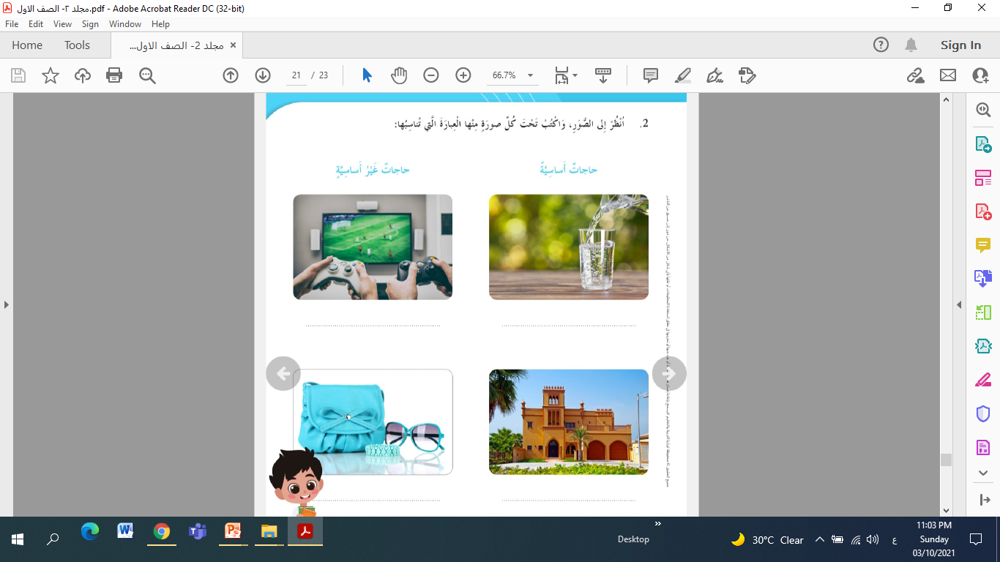 مجلد ٢- الصف الاول.pdf - Adobe Acrobat Reader DC (32-bit)
File Edit View Sign Window Help
Home Tools مجلد 2- الصف الاول... × Sign In
21 / 23 66.7%
2. اُنْظُرْ إِلى الصُّوَرِ، وَاكْتُبْ تَحْتَ كُلِّ صورَةٍ مِنْها الْعِبارَةَ الَّتي تُناسِبُها:
حاجاتٌ أَساسِيَّةٌ حاجاتٌ غَيْرُ أَساسِيَّةٍ
Desktop
30°C Clear
ع
11:03 PM
Sunday
03/10/2021